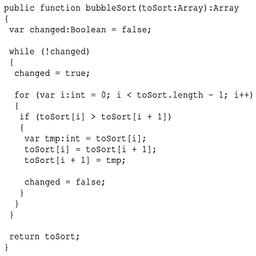 public function bubbleSort(toSort:Array):Array
{
var changed:Boolean = false;
while (!changed)
{
changed = true;
for (var i:int = 0; i < toSort.length - 1; i++)
{
if (toSort[i] > toSort[i + 1])
{
var tmp:int = toSort[i];
toSort[i] = toSort[i + 1];
toSort[i + 1] = tmp;
changed = false;
}
}
}
return toSort;
}